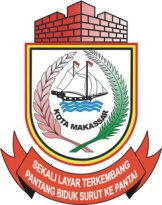 KOTA MAKASSAR
SEKALI LAYAR TERKEMBANG
PANTANG BIDUK SURUT KE PANTAI